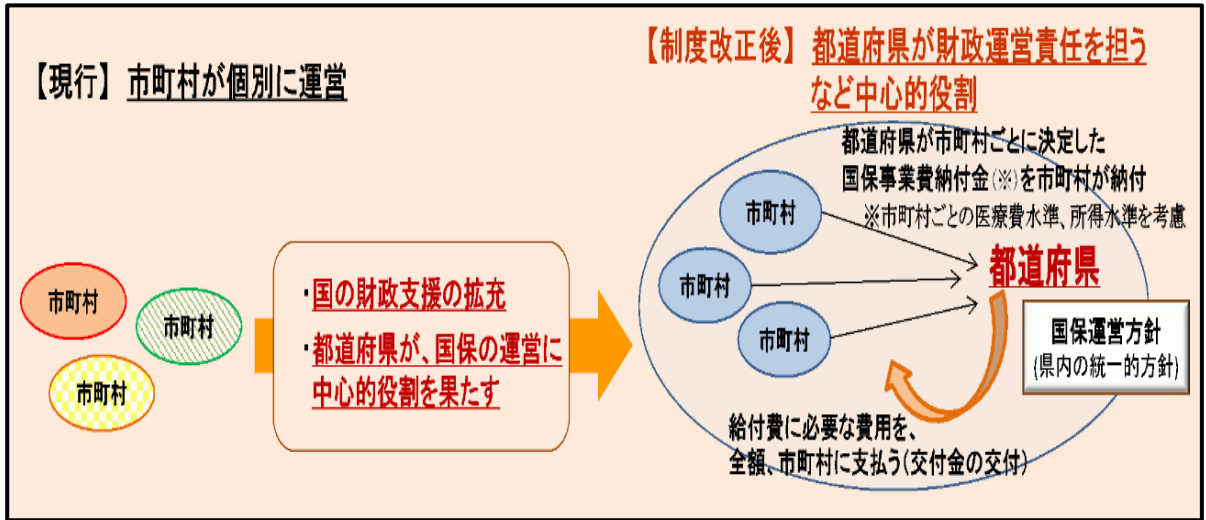 【現行】 市町村が個別に運営
市町村
市町村
市町村
・国の財政支援の拡充
・都道府県が、国保の運営に
中心的役割を果たす
【制度改正後】 都道府県が財政運営責任を担う
など中心的役割
都道府県が市町村ごとに決定した
国保事業費納付金(※)を市町村が納付
※市町村ごとの医療費水準、所得水準を考慮
市町村
市町村
市町村
都道府県
国保運営方針
(県内の統一的方針)
給付費に必要な費用を、
全額、市町村に支払う(交付金の交付)